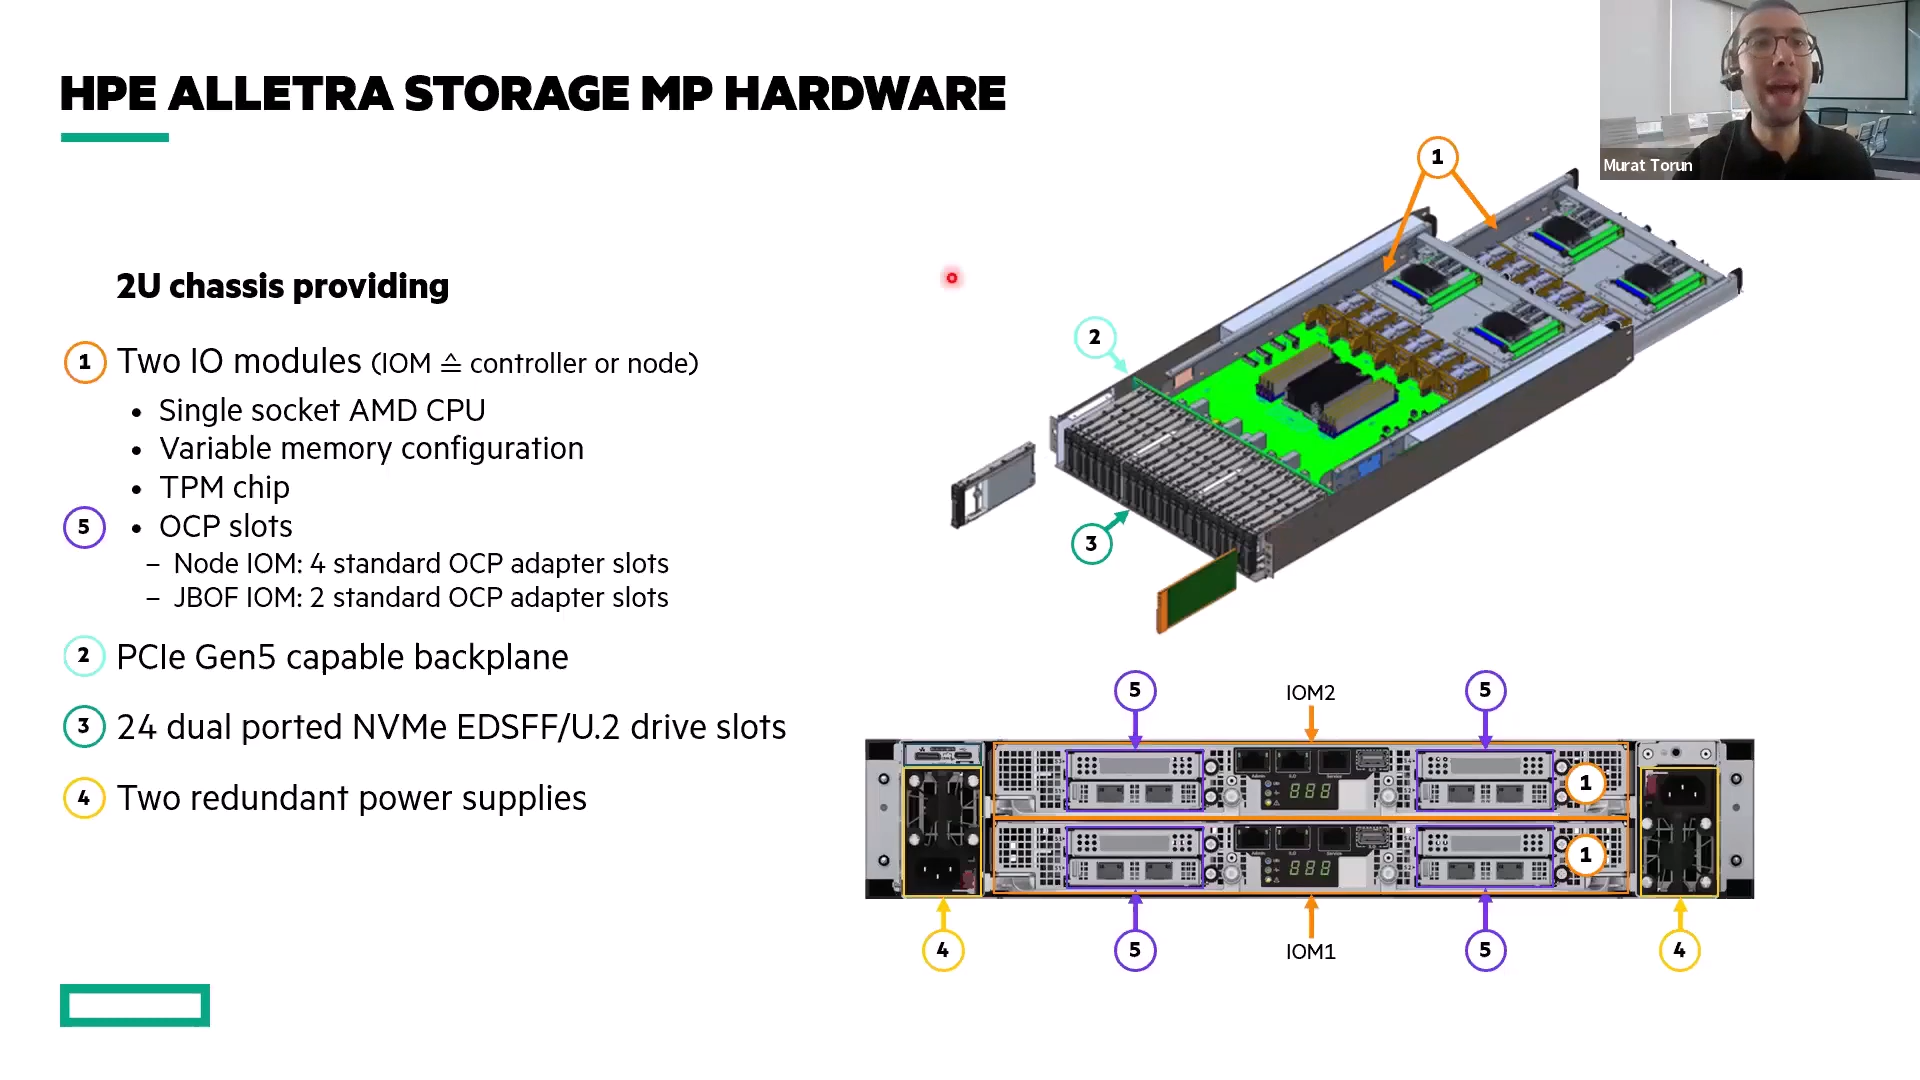 HPE ALLETRA STORAGE MP HARDWARE
Murat Torun
2U chassis providing
1 Two IO modules (IOM ≙ controller or node)
• Single socket AMD CPU
• Variable memory configuration
• TPM chip
5 • OCP slots
– Node IOM: 4 standard OCP adapter slots
– JBOF IOM: 2 standard OCP adapter slots
2 PCIe Gen5 capable backplane
3 24 dual ported NVMe EDSFF/U.2 drive slots
4 Two redundant power supplies
1
2
3
5 IOM2 5
1
1
4 5 IOM1 5 4